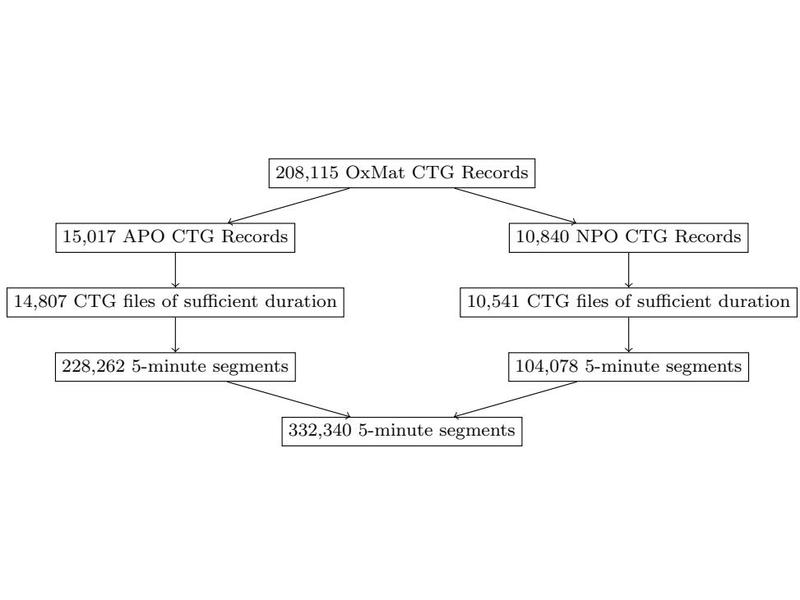 208,115 OxMat CTG Records
15,017 APO CTG Records
10,840 NPO CTG Records
14,807 CTG files of sufficient duration
10,541 CTG files of sufficient duration
228,262 5-minute segments
104,078 5-minute segments
332,340 5-minute segments